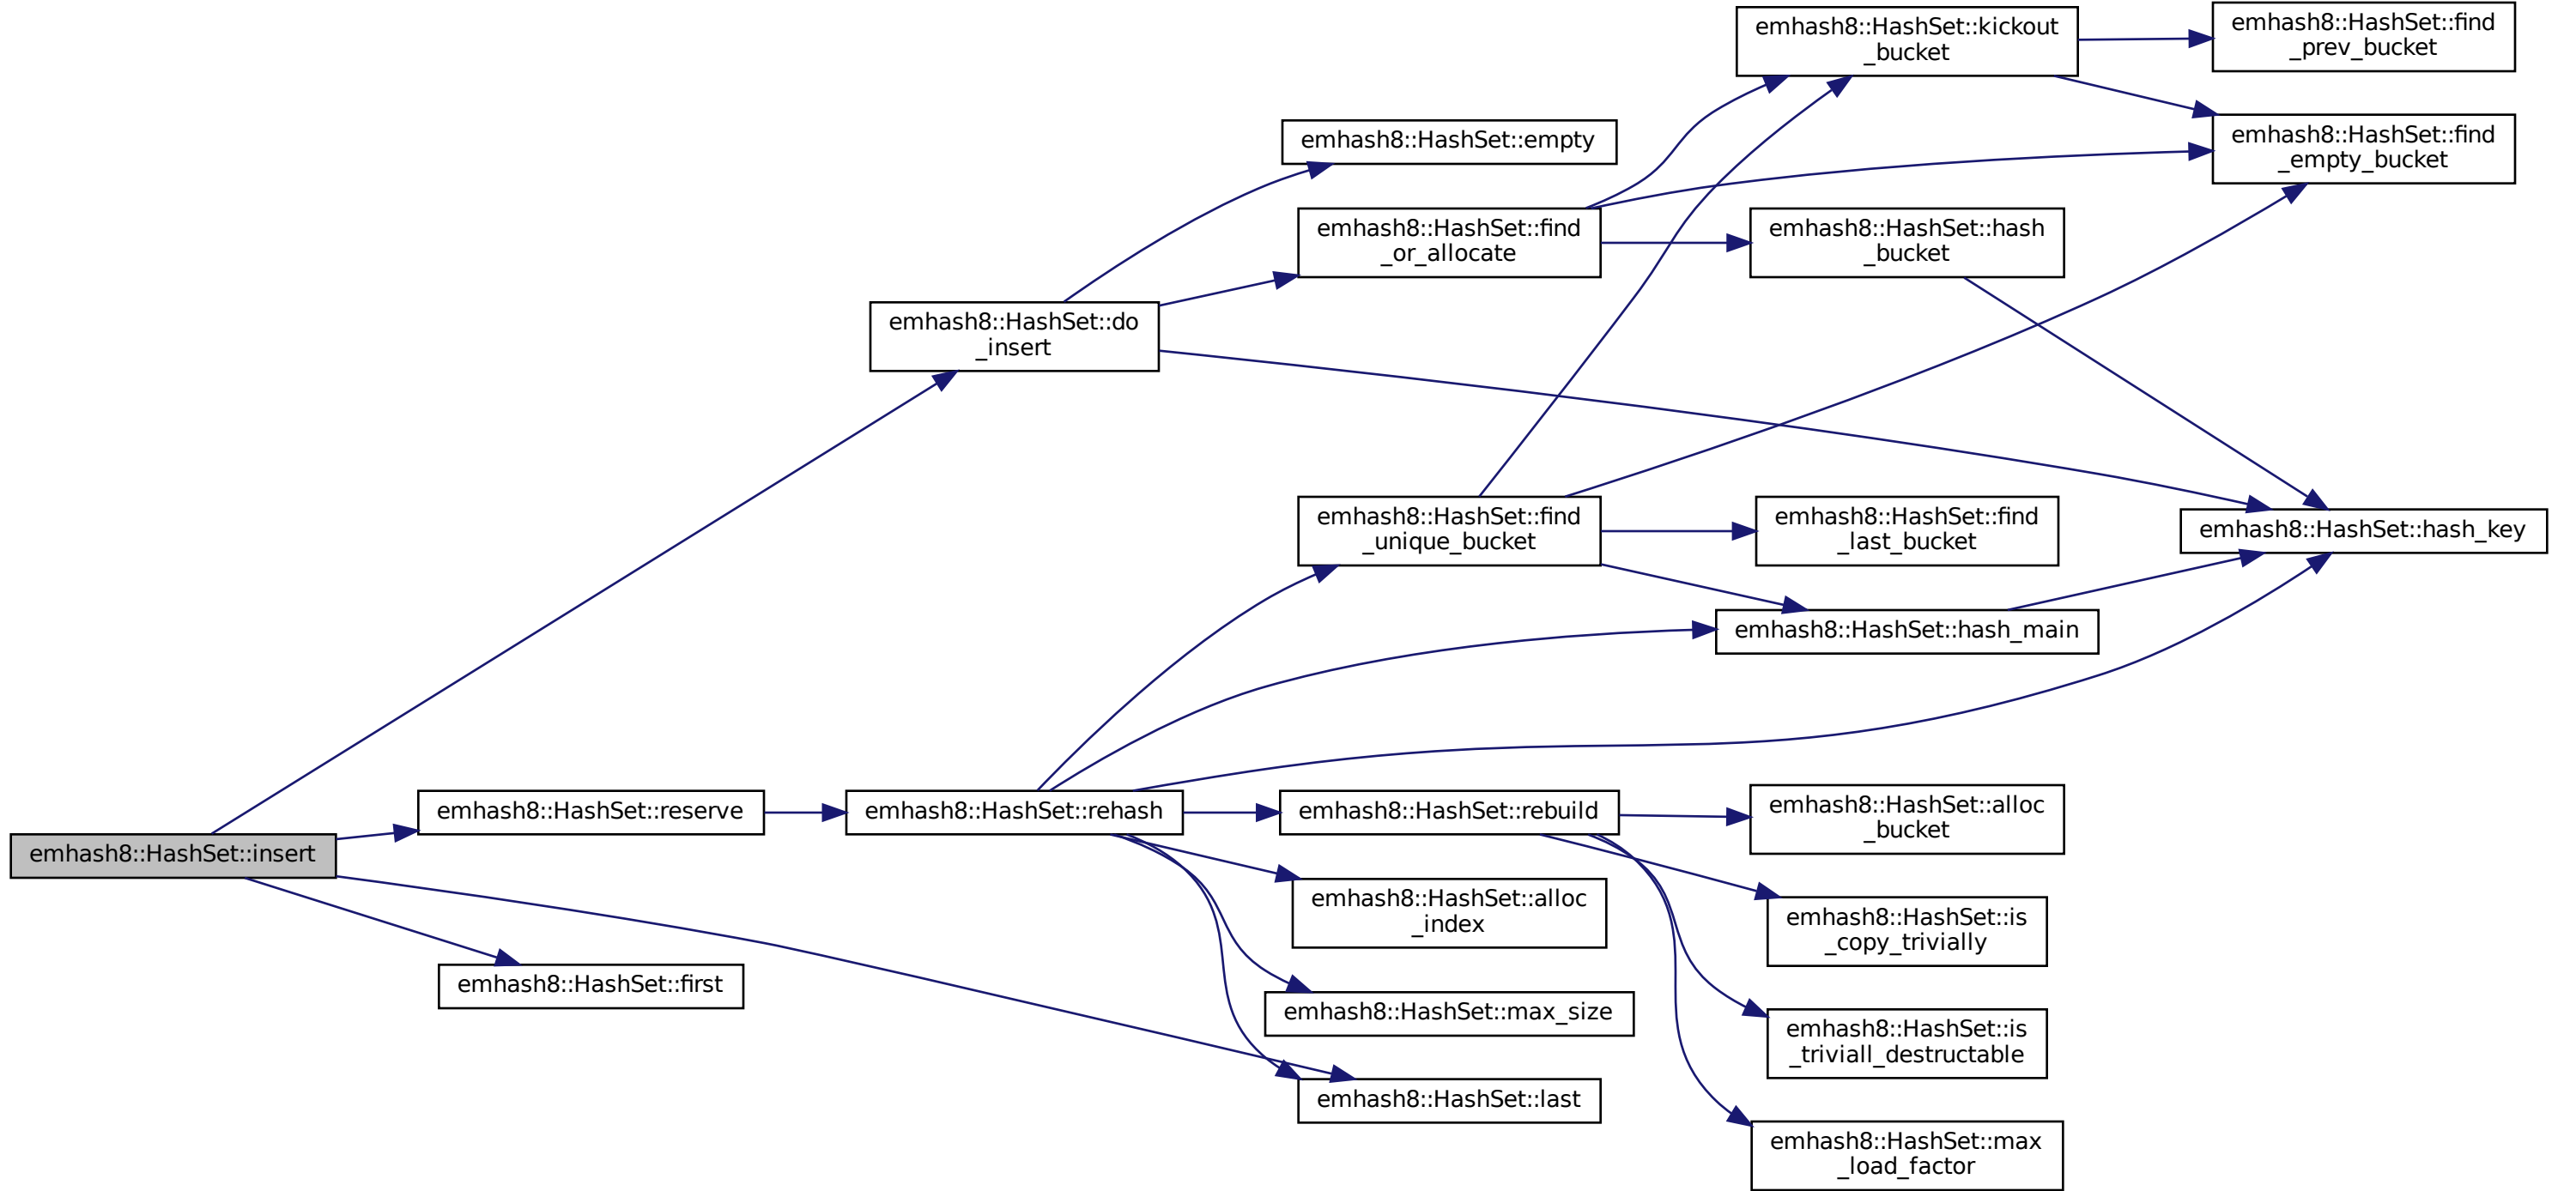 emhash8::HashSet::insert
emhash8::HashSet::do
_insert
emhash8::HashSet::reserve
emhash8::HashSet::first
emhash8::HashSet::rehash
emhash8::HashSet::empty
emhash8::HashSet::find
_or_allocate
emhash8::HashSet::find
_unique_bucket
emhash8::HashSet::rebuild
emhash8::HashSet::alloc
_index
emhash8::HashSet::max_size
emhash8::HashSet::last
emhash8::HashSet::kickout
_bucket
emhash8::HashSet::hash
_bucket
emhash8::HashSet::find
_last_bucket
emhash8::HashSet::hash_main
emhash8::HashSet::alloc
_bucket
emhash8::HashSet::is
_copy_trivially
emhash8::HashSet::is
_triviall_destructable
emhash8::HashSet::max
_load_factor
emhash8::HashSet::find
_prev_bucket
emhash8::HashSet::find
_empty_bucket
emhash8::HashSet::hash_key